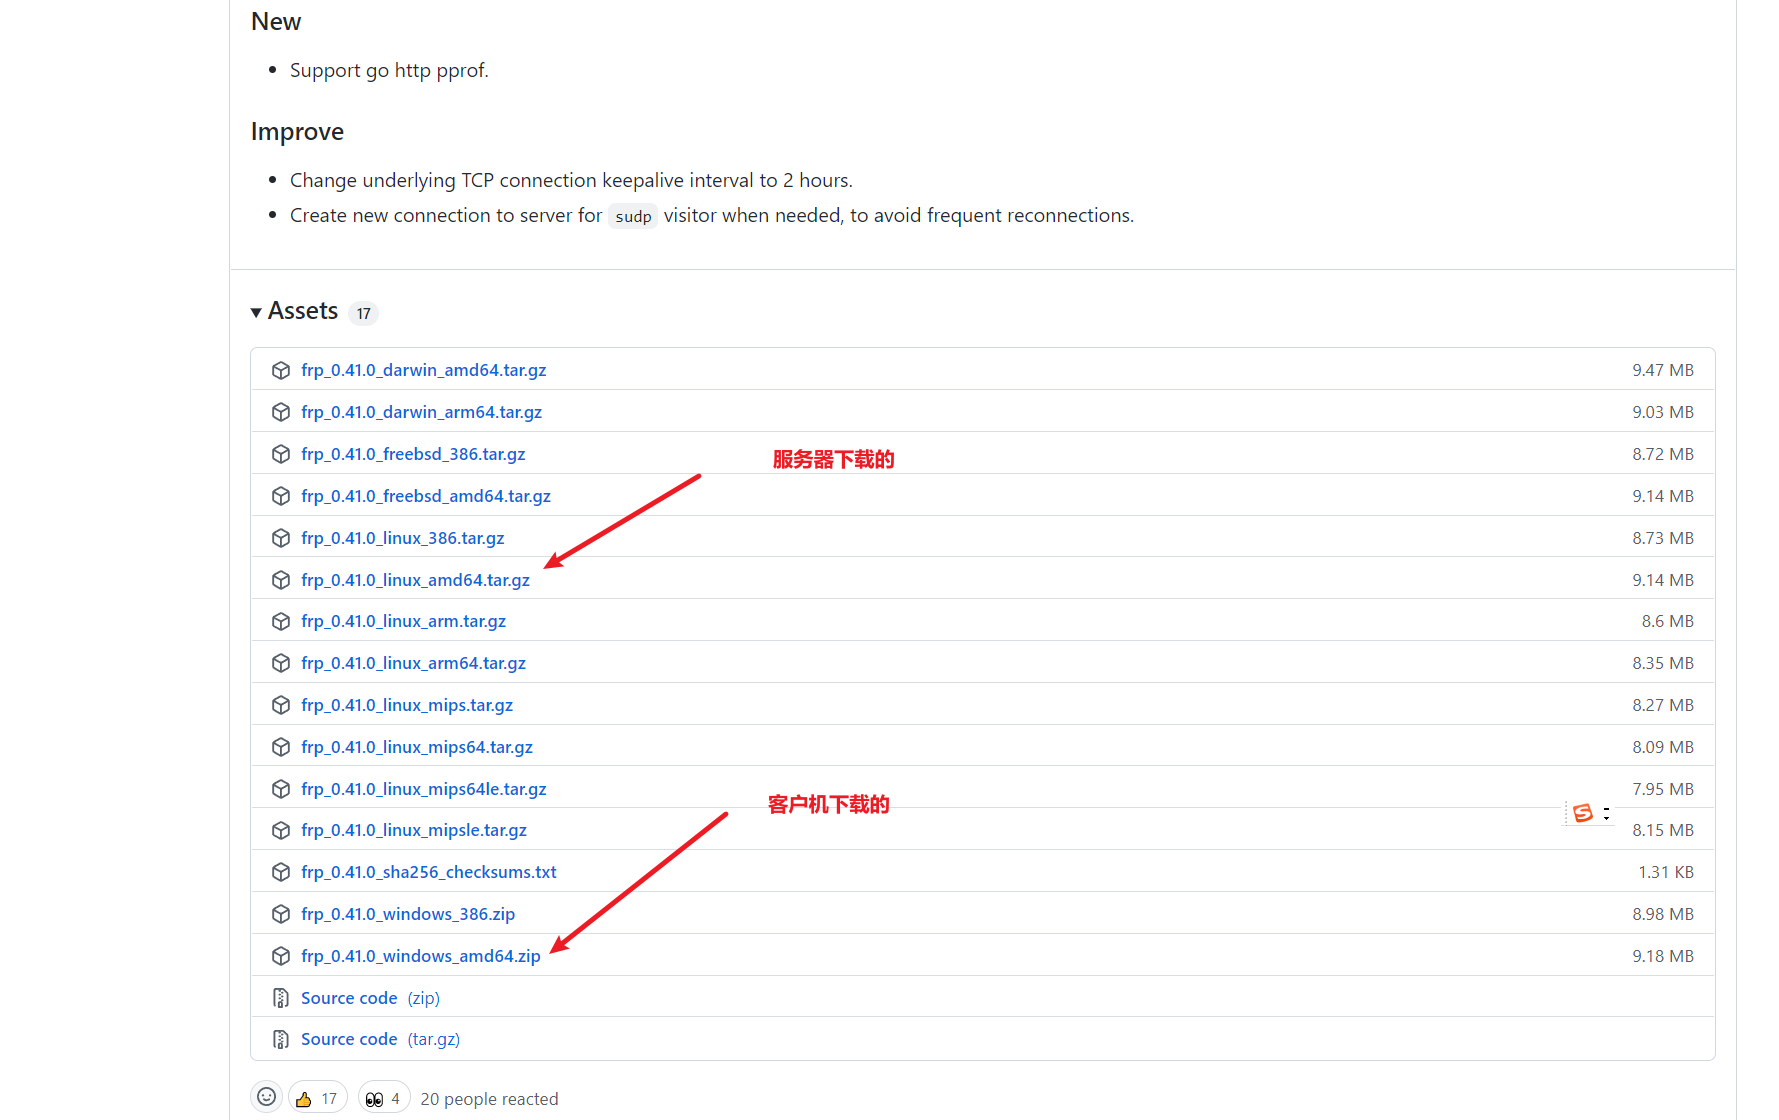 New
Support go http pprof.
Improve
Change underlying TCP connection keepalive interval to 2 hours.
Create new connection to server for sudp visitor when needed, to avoid frequent reconnections.
Assets 17
frp_0.41.0_darwin_amd64.tar.gz 9.47 MB
frp_0.41.0_darwin_arm64.tar.gz 9.03 MB
frp_0.41.0_freebsd_386.tar.gz 8.72 MB
服务器下载的
frp_0.41.0_freebsd_amd64.tar.gz 9.14 MB
frp_0.41.0_linux_386.tar.gz 8.73 MB
frp_0.41.0_linux_amd64.tar.gz 9.14 MB
frp_0.41.0_linux_arm.tar.gz 8.6 MB
frp_0.41.0_linux_arm64.tar.gz 8.35 MB
frp_0.41.0_linux_mips.tar.gz 8.27 MB
frp_0.41.0_linux_mips64.tar.gz 8.09 MB
frp_0.41.0_linux_mips64le.tar.gz 7.95 MB
客户机下载的
frp_0.41.0_linux_mipsle.tar.gz 8.15 MB
frp_0.41.0_sha256_checksums.txt 1.31 KB
frp_0.41.0_windows_386.zip 8.98 MB
frp_0.41.0_windows_amd64.zip 9.18 MB
Source code (zip)
Source code (tar.gz)
17 4 20 people reacted